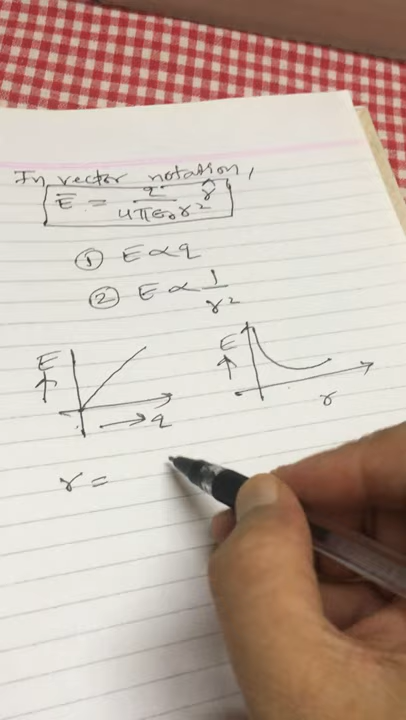 In vector notation,
E̅ = q / 4πϵ₀r² r̂
① E ∝ q
② E ∝ 1 / r²
E ↑ → q
E ↑ r
r =